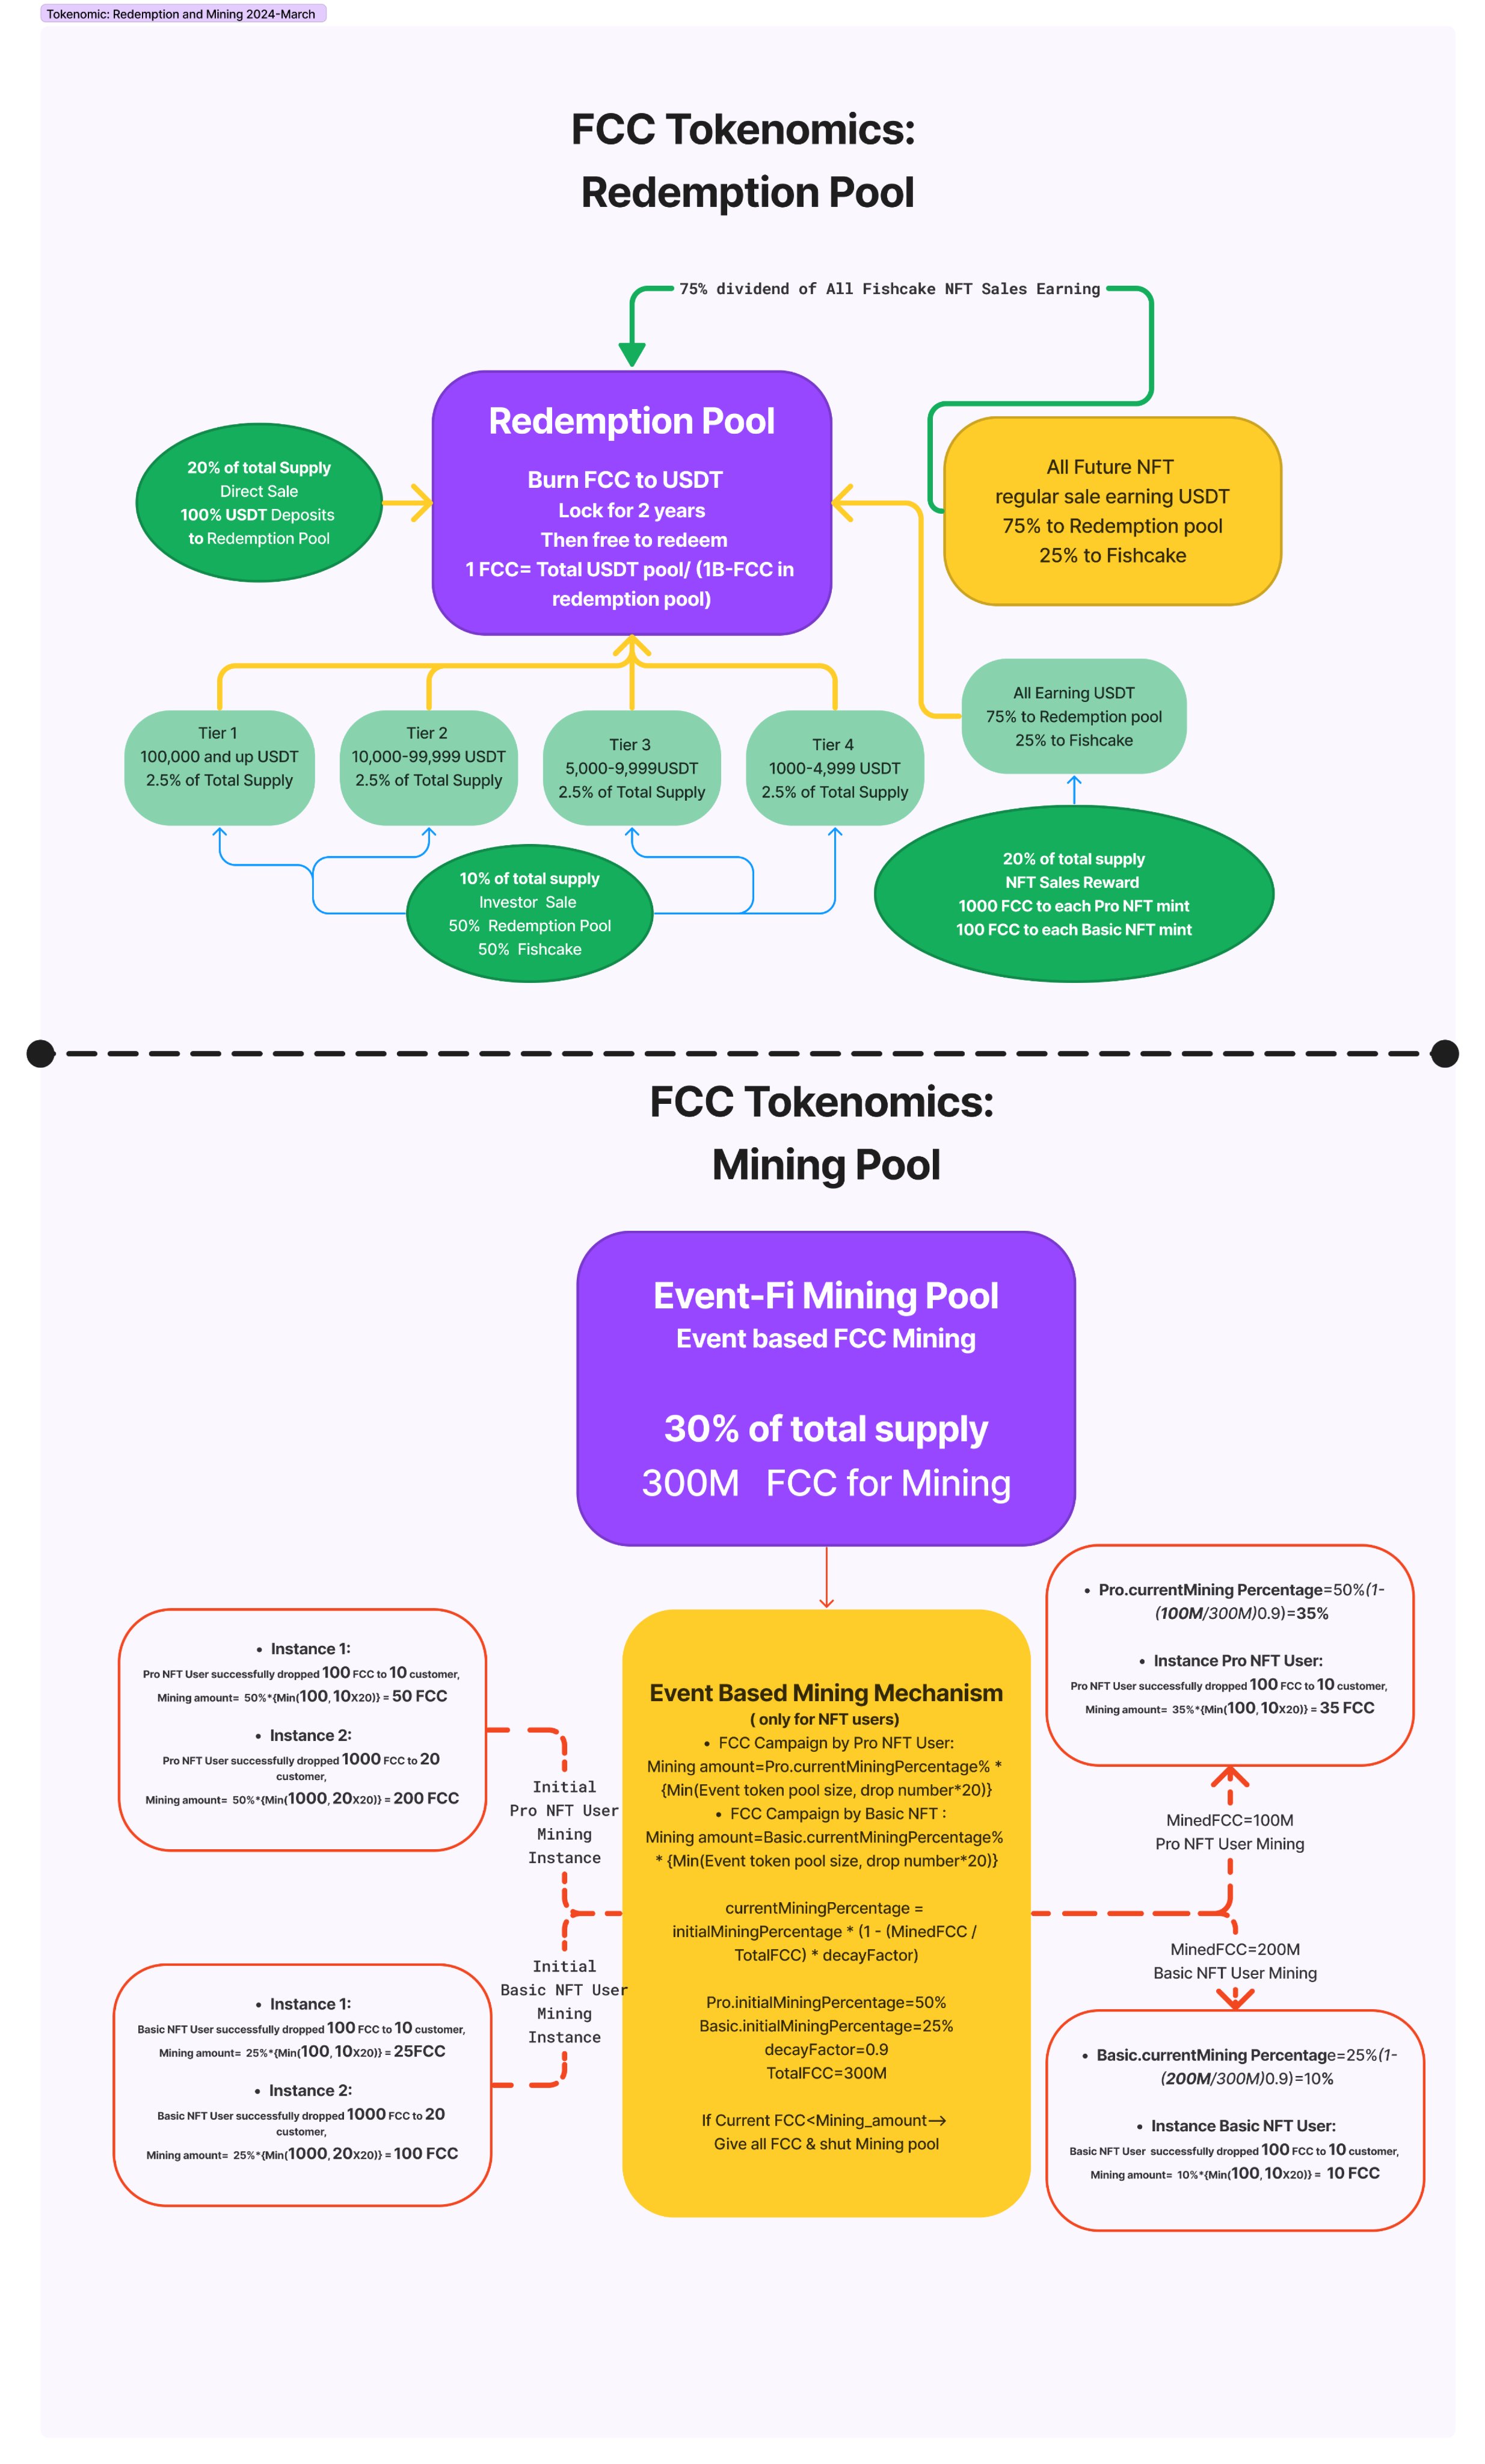 Tokenomic: Redemption and Mining 2024-March
FCC Tokenomics:
Redemption Pool
75% dividend of All Fishcake NFT Sales Earning
Redemption Pool
Burn FCC to USDT
Lock for 2 years
Then free to redeem
1 FCC= Total USDT pool/ (1B-FCC in
redemption pool)
20% of total Supply
Direct Sale
100% USDT Deposits
to Redemption Pool
All Future NFT
regular sale earning USDT
75% to Redemption pool
25% to Fishcake
Tier 1
100,000 and up USDT
2.5% of Total Supply
Tier 2
10,000-99,999 USDT
2.5% of Total Supply
Tier 3
5,000-9,999USDT
2.5% of Total Supply
Tier 4
1000-4,999 USDT
2.5% of Total Supply
All Earning USDT
75% to Redemption pool
25% to Fishcake
10% of total supply
Investor Sale
50% Redemption Pool
50% Fishcake
20% of total supply
NFT Sales Reward
1000 FCC to each Pro NFT mint
100 FCC to each Basic NFT mint
FCC Tokenomics:
Mining Pool
Event-Fi Mining Pool
Event based FCC Mining
30% of total supply
300M FCC for Mining
• Instance 1:
Pro NFT User successfully dropped 100 FCC to 10 customer,
Mining amount= 50%*{Min(100, 10X20)} = 50 FCC
• Instance 2:
Pro NFT User successfully dropped 1000 FCC to 20
customer,
Mining amount= 50%*{Min(1000, 20X20)} = 200 FCC
Initial
Pro NFT User
Mining
Instance
Initial
Basic NFT User
Mining
Instance
• Instance 1:
Basic NFT User successfully dropped 100 FCC to 10 customer,
Mining amount= 25%*{Min(100, 10X20)} = 25FCC
• Instance 2:
Basic NFT User successfully dropped 1000 FCC to 20
customer,
Mining amount= 25%*{Min(1000, 20X20)} = 100 FCC
Event Based Mining Mechanism
( only for NFT users)
• FCC Campaign by Pro NFT User:
Mining amount=Pro.currentMiningPercentage% *
{Min(Event token pool size, drop number*20)}
• FCC Campaign by Basic NFT :
Mining amount=Basic.currentMiningPercentage%
* {Min(Event token pool size, drop number*20)}
currentMiningPercentage =
initialMiningPercentage * (1 - (MinedFCC /
TotalFCC) * decayFactor)
Pro.initialMiningPercentage=50%
Basic.initialMiningPercentage=25%
decayFactor=0.9
TotalFCC=300M
If Current FCC<Mining_amount—>
Give all FCC & shut Mining pool
• Pro.currentMining Percentage=50%(1-
(100M/300M)0.9)=35%
• Instance Pro NFT User:
Pro NFT User successfully dropped 100 FCC to 10 customer,
Mining amount= 35%*{Min(100, 10X20)} = 35 FCC
MinedFCC=100M
Pro NFT User Mining
MinedFCC=200M
Basic NFT User Mining
• Basic.currentMining Percentage=25%(1-
(200M/300M)0.9)=10%
• Instance Basic NFT User:
Basic NFT User successfully dropped 100 FCC to 10 customer,
Mining amount= 10%*{Min(100, 10X20)} = 10 FCC